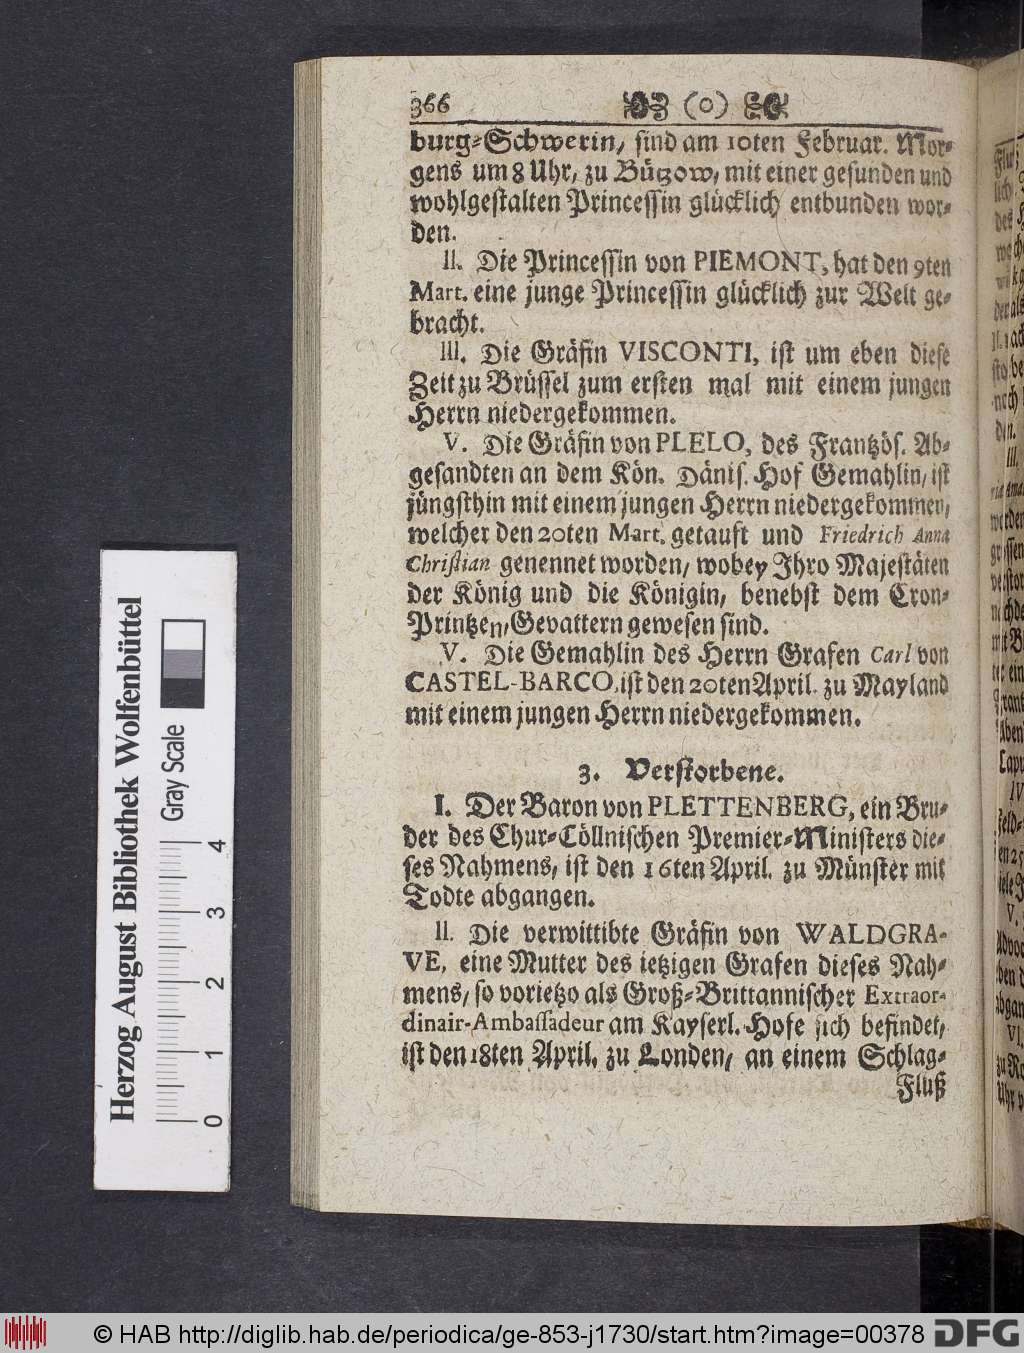 366 (o)
burg-Schwerin, sind am 10ten Februar. Mor-
gens um 8 Uhr, zu Bützow, mit einer gesunden und
wohlgestalten Princessin glücklich entbunden wor-
den.
II. Die Princessin von PIEMONT, hat den 9ten
Mart. eine junge Princessin glücklich zur Welt ge-
bracht.
III. Die Gräfin VISCONTI, ist um eben diese
Zeit zu Brüssel zum ersten mal mit einem jungen
Herrn niedergekommen.
V. Die Gräfin von PLELO, des Frantzös. Ab-
gesandten an dem Kön. Dänis. Hof Gemahlin, ist
jüngsthin mit einem jungen Herrn niedergekommen,
welcher den 20ten Mart. getauft und Friedrich Anna
Christian genennet worden, wobey Ihro Majestäten
der König und die Königin, benebst dem Cron-
Printzen, Gevattern gewesen sind.
V. Die Gemahlin des Herrn Grafen Carl von
CASTEL-BARCO, ist den 20ten April. zu Mayland
mit einem jungen Herrn niedergekommen.
3. Verstorbene.
I. Der Baron von PLETTENBERG, ein Bru-
der des Chur-Cöllnischen Premier-Ministers die-
ses Nahmens, ist den 16ten April. zu Münster mit
Todte abgangen.
II. Die verwittibte Gräfin von WALDGRA-
VE, eine Mutter des ietzigen Grafen dieses Nah-
mens, so vorietzo als Groß-Brittannischer Extraor-
dinair-Ambassadeur am Kayserl. Hofe sich befindet,
ist den 18ten April. zu Londen, an einem Schlag-
Fluß
Herzog August Bibliothek Wolfenbüttel
Gray Scale
0 1 2 3 4
© HAB http://diglib.hab.de/periodica/ge-853-j1730/start.htm?image=00378 DFG